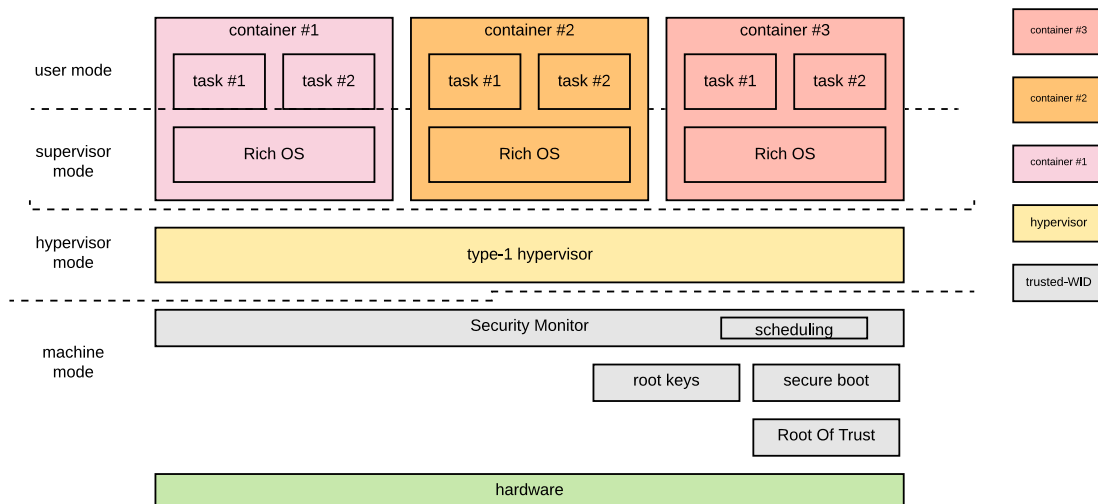 container #1
container #2
container #3
user mode
task #1
task #2
task #1
task #2
task #1
task #2
supervisor
mode
Rich OS
Rich OS
Rich OS
hypervisor
mode
type-1 hypervisor
machine
mode
Security Monitor
scheduling
root keys
secure boot
Root Of Trust
hardware
container #3
container #2
container #1
hypervisor
trusted-WID